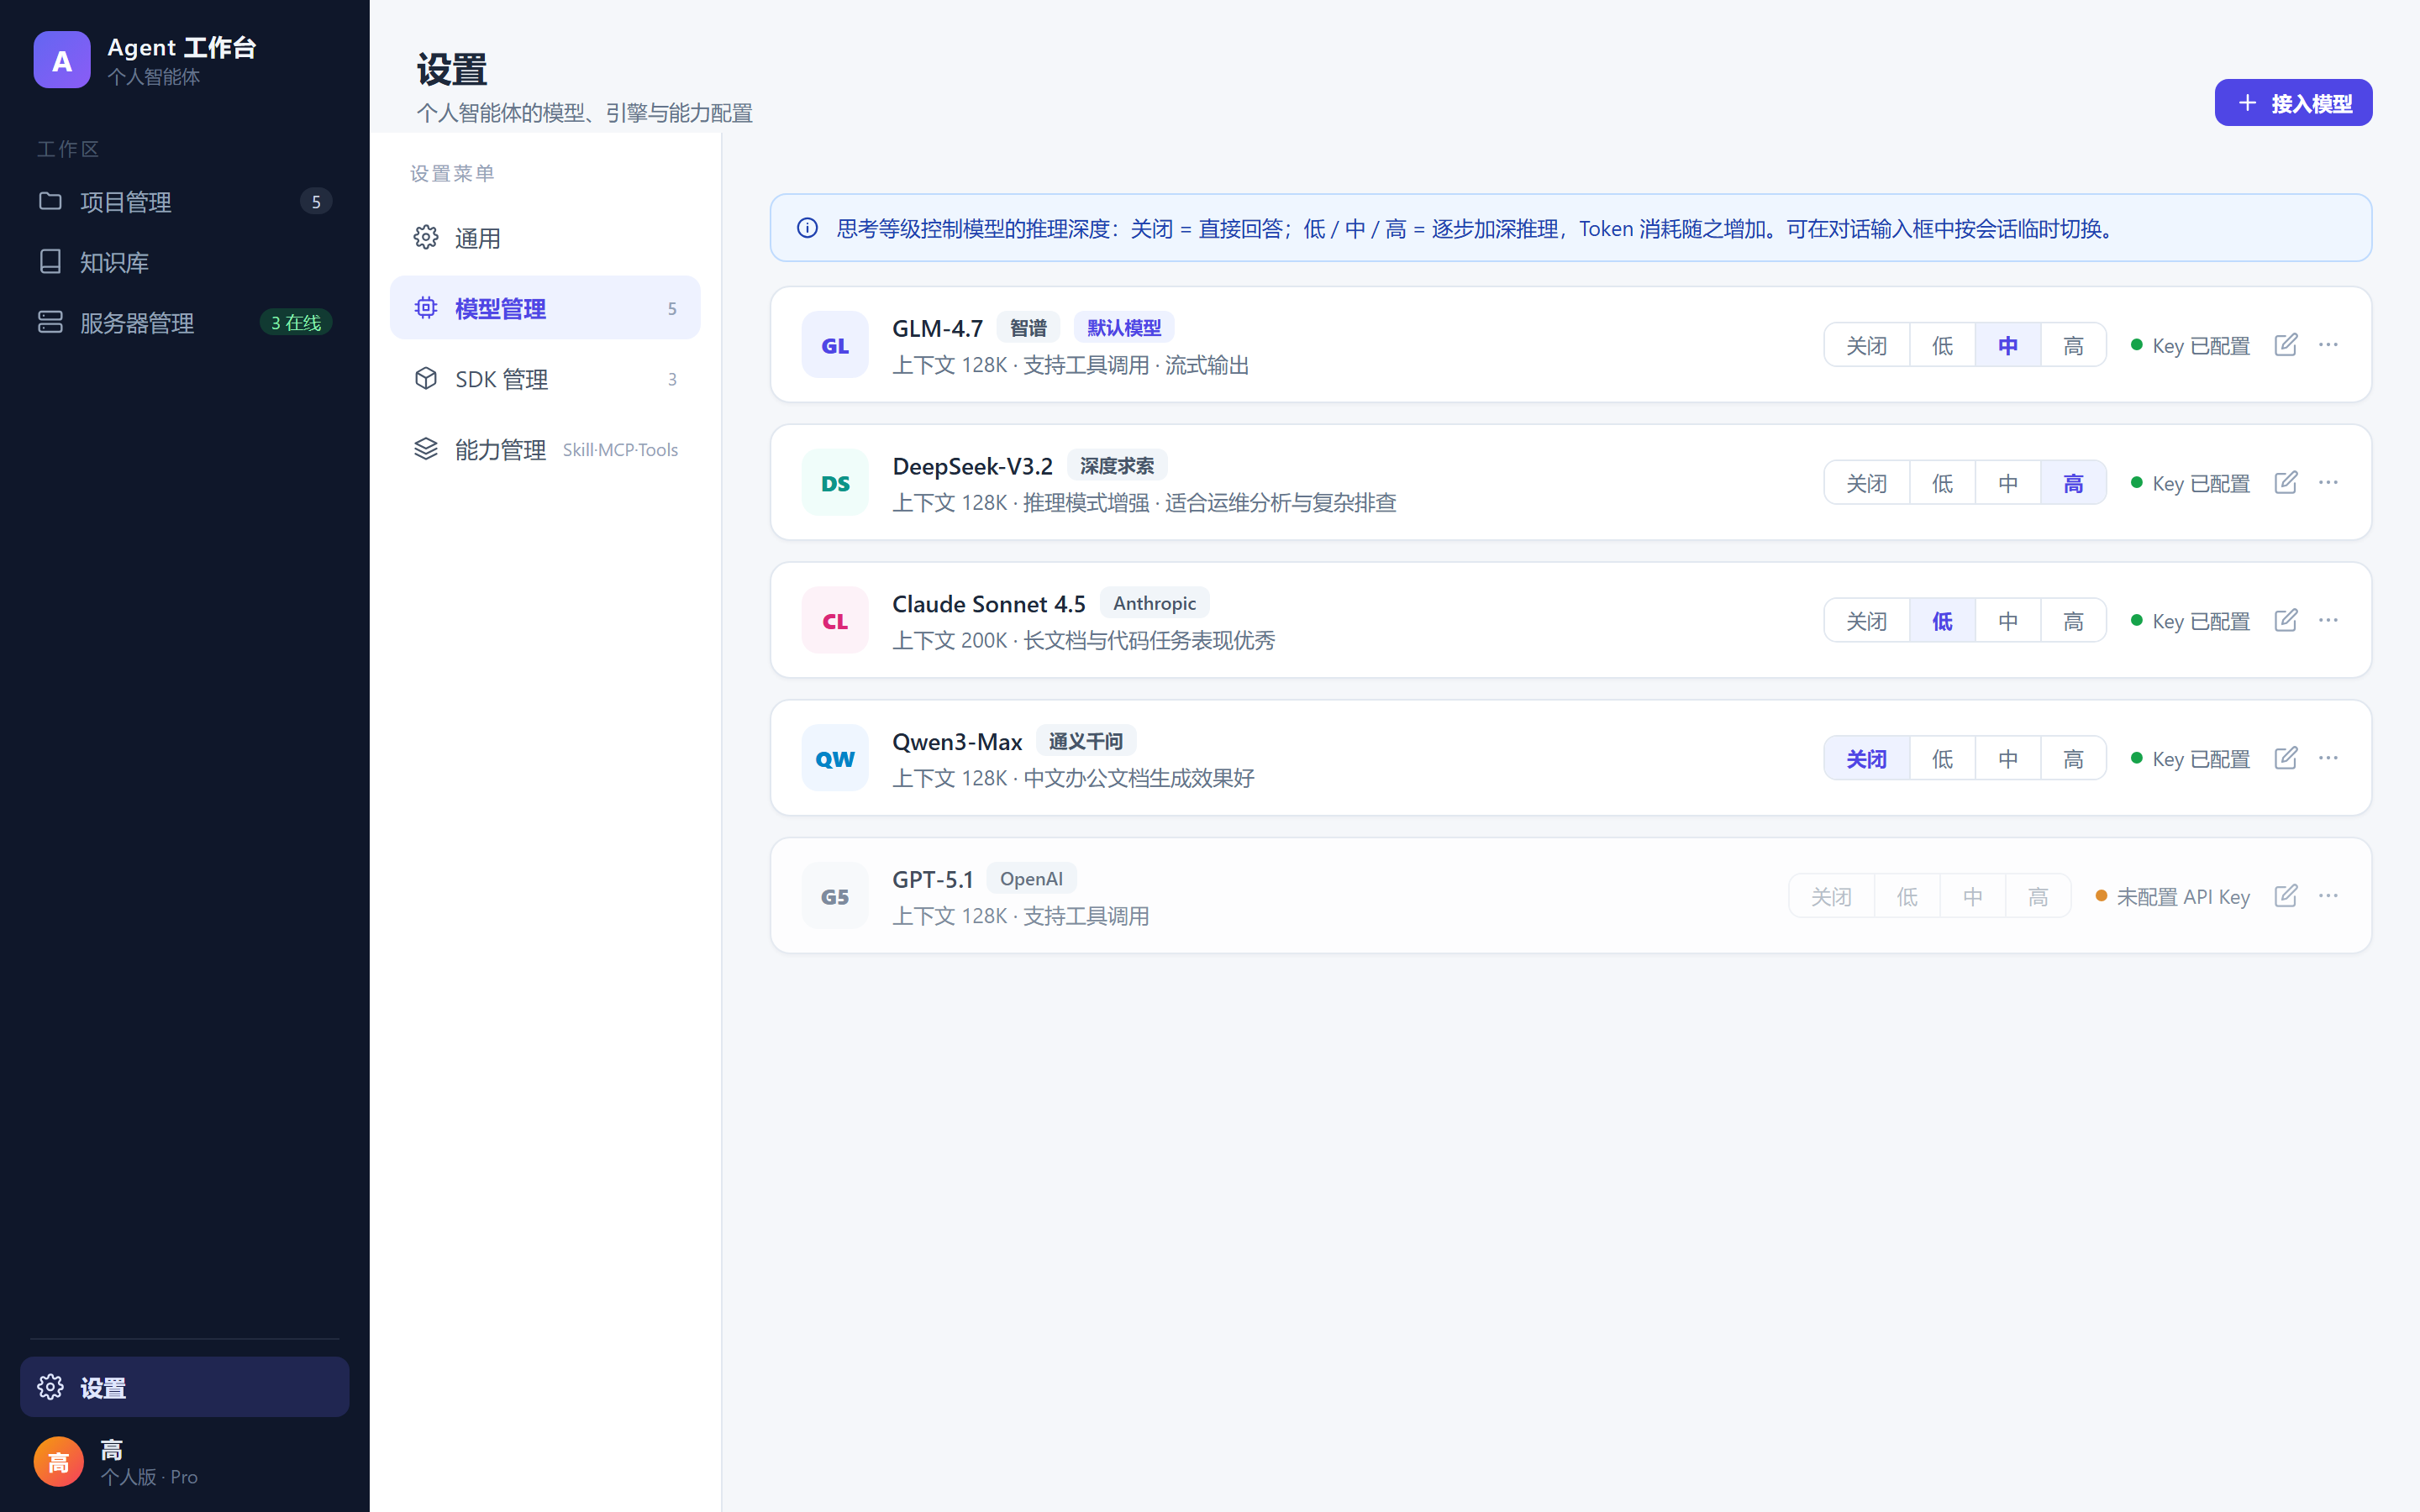 A
Agent 工作台
个人智能体
工作区
项目管理 5
知识库
服务器管理 3 在线
设置
高
高
个人版 · Pro
设置
个人智能体的模型、引擎与能力配置
接入模型
设置菜单
通用
模型管理 5
SDK 管理 3
能力管理 Skill·MCP·Tools
思考等级控制模型的推理深度：关闭 = 直接回答；低 / 中 / 高 = 逐步加深推理，Token 消耗随之增加。可在对话输入框中按会话临时切换。
GL
GLM-4.7 智谱 默认模型
上下文 128K · 支持工具调用 · 流式输出
关闭 低 中 高 Key 已配置
DS
DeepSeek-V3.2 深度求索
上下文 128K · 推理模式增强 · 适合运维分析与复杂排查
关闭 低 中 高 Key 已配置
CL
Claude Sonnet 4.5 Anthropic
上下文 200K · 长文档与代码任务表现优秀
关闭 低 中 高 Key 已配置
QW
Qwen3-Max 通义千问
上下文 128K · 中文办公文档生成效果好
关闭 低 中 高 Key 已配置
G5
GPT-5.1 OpenAI
上下文 128K · 支持工具调用
关闭 低 中 高 未配置 API Key